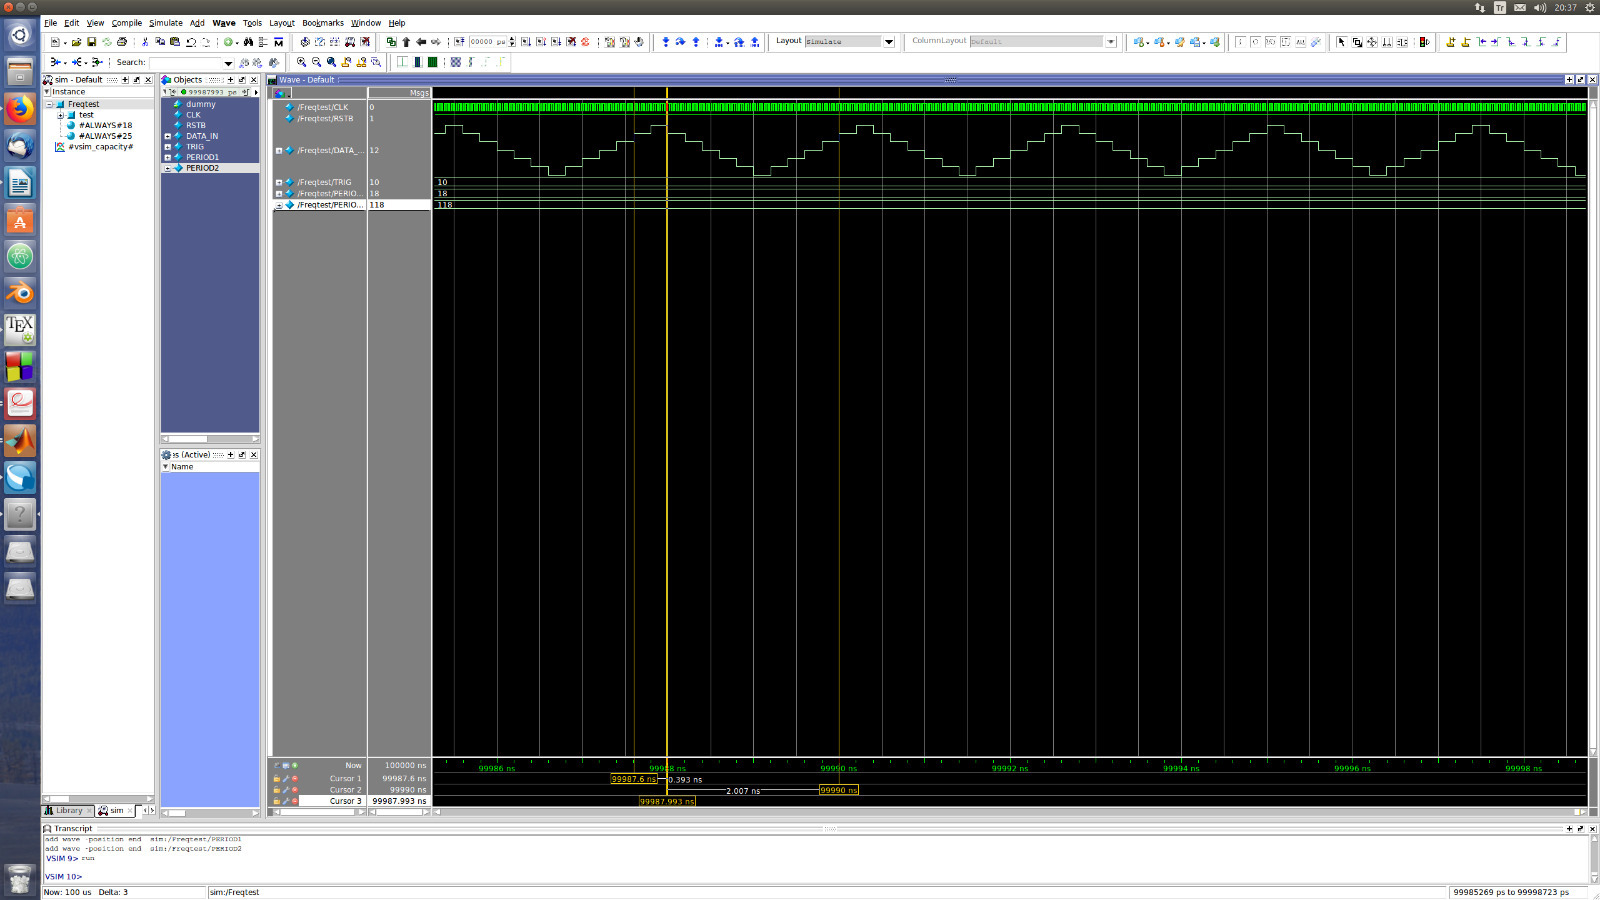 Tr 20:37
File Edit View Compile Simulate Add Wave Tools Layout Bookmarks Window Help
00000 ps Layout Simulate ColumnLayout Default
Search:
sim - Default
Instance
Freqtest
test
#ALWAYS#18
#ALWAYS#25
#vsim_capacity#
Objects
99987993 ps
dummy
CLK
RSTB
DATA_IN
TRIG
PERIOD1
PERIOD2
es (Active)
Name
Wave - Default
Msgs
/Freqtest/CLK 0
/Freqtest/RSTB 1
/Freqtest/DATA_... 12
/Freqtest/TRIG 10 10
/Freqtest/PERIO... 18 18
/Freqtest/PERIO... 118 118
Now 100000 ns 99986 ns 99988 ns 99990 ns 99992 ns 99994 ns 99996 ns 99998 ns
Cursor 1 99987.6 ns 99987.6 ns 0.393 ns
Cursor 2 99990 ns 2.007 ns 99990 ns
Cursor 3 99987.993 ns 99987.993 ns
Library sim
Transcript
add wave -position end sim:/Freqtest/PERIOD1
add wave -position end sim:/Freqtest/PERIOD2
VSIM 9> run
VSIM 10>
Now: 100 us Delta: 3 sim:/Freqtest 99985269 ps to 99998723 ps
TEX